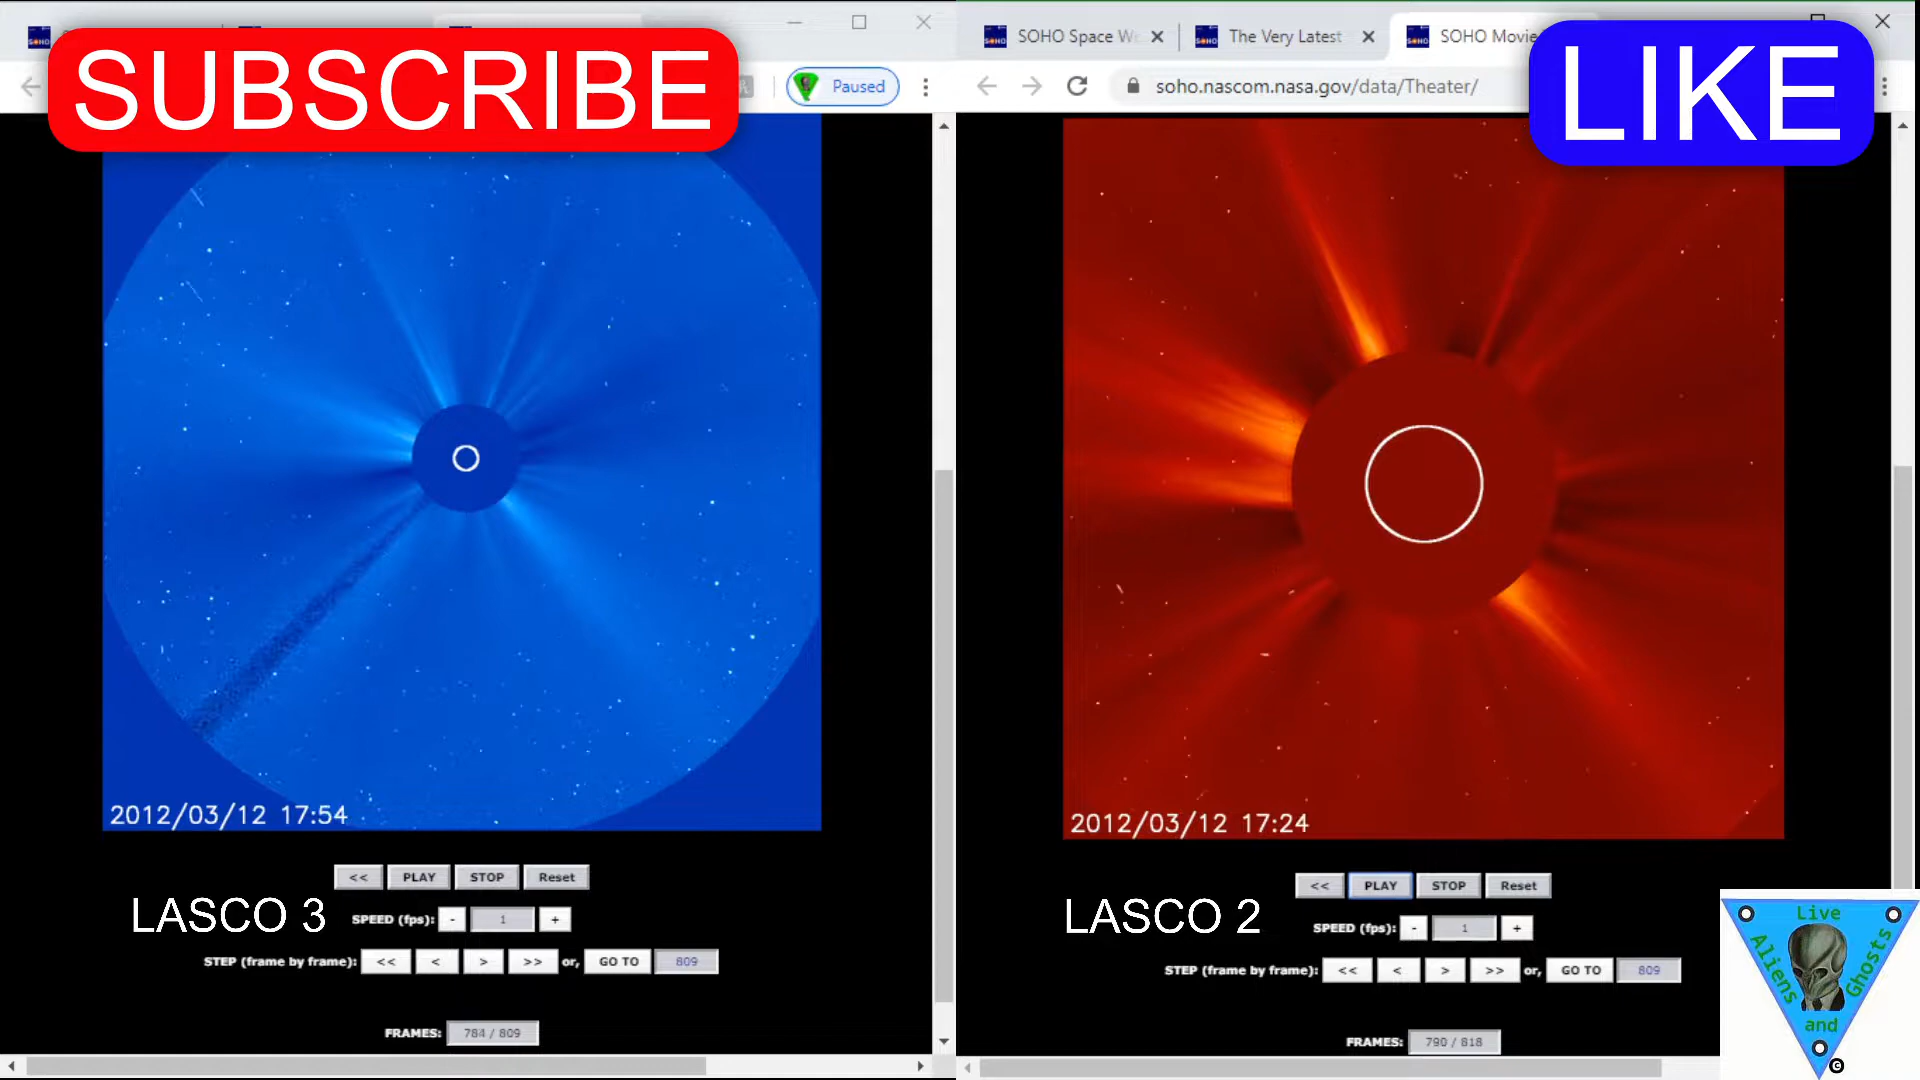 SUBSCRIBE
Paused
SOHO Space W
The Very Latest
SOHO Movie
soho.nascom.nasa.gov/data/Theater/
LIKE
2012/03/12 17:54
<< PLAY STOP Reset
LASCO 3
SPEED (fps): - 1 +
STEP (frame by frame): << < > >> or, GO TO 809
FRAMES: 784 / 809
2012/03/12 17:24
<< PLAY STOP Reset
LASCO 2
SPEED (fps): - 1 +
STEP (frame by frame): << < > >> or, GO TO 809
FRAMES: 790 / 818
Live
Aliens
and
Ghosts
©